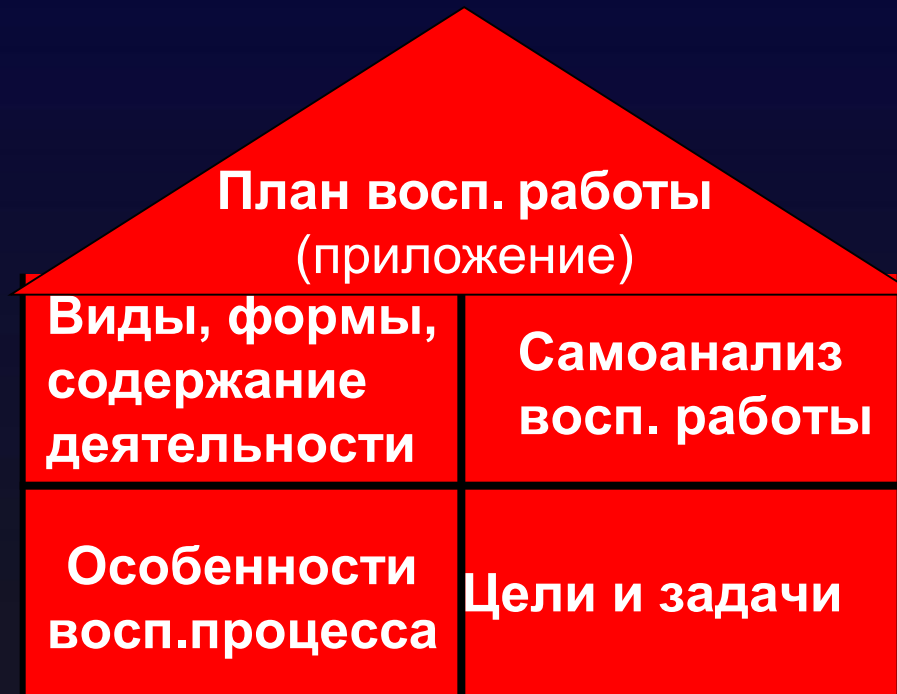 План восп. работы
(приложение)
Виды, формы,
содержание
деятельности
Самоанализ
восп. работы
Особенности
восп.процесса
Цели и задачи